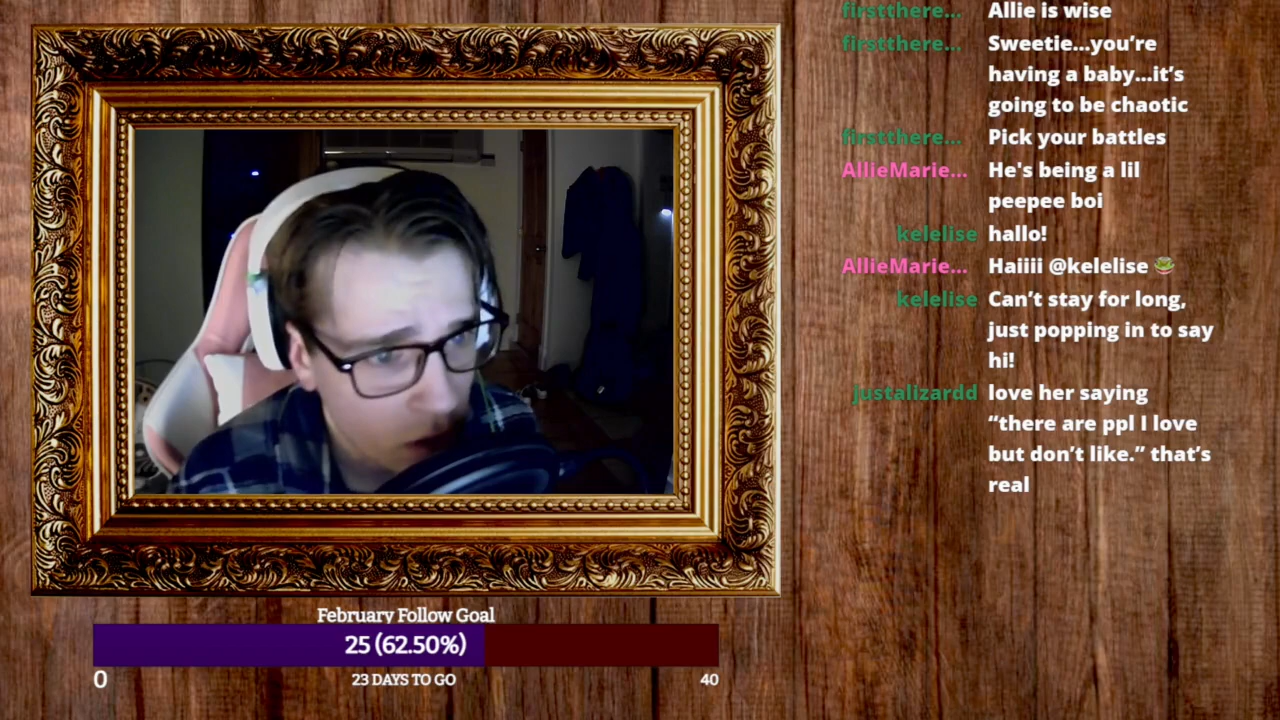 firstthere... Allie is wise
firstthere... Sweetie...you're
having a baby...it's
going to be chaotic
firstthere... Pick your battles
AllieMarie... He's being a lil
peepee boi
kelelise hallo!
AllieMarie... Haiiii @kelelise
kelelise Can't stay for long,
just popping in to say
hi!
justalizardd love her saying
“there are ppl I love
but don't like.” that's
real
February Follow Goal
25 (62.50%)
0 23 DAYS TO GO 40